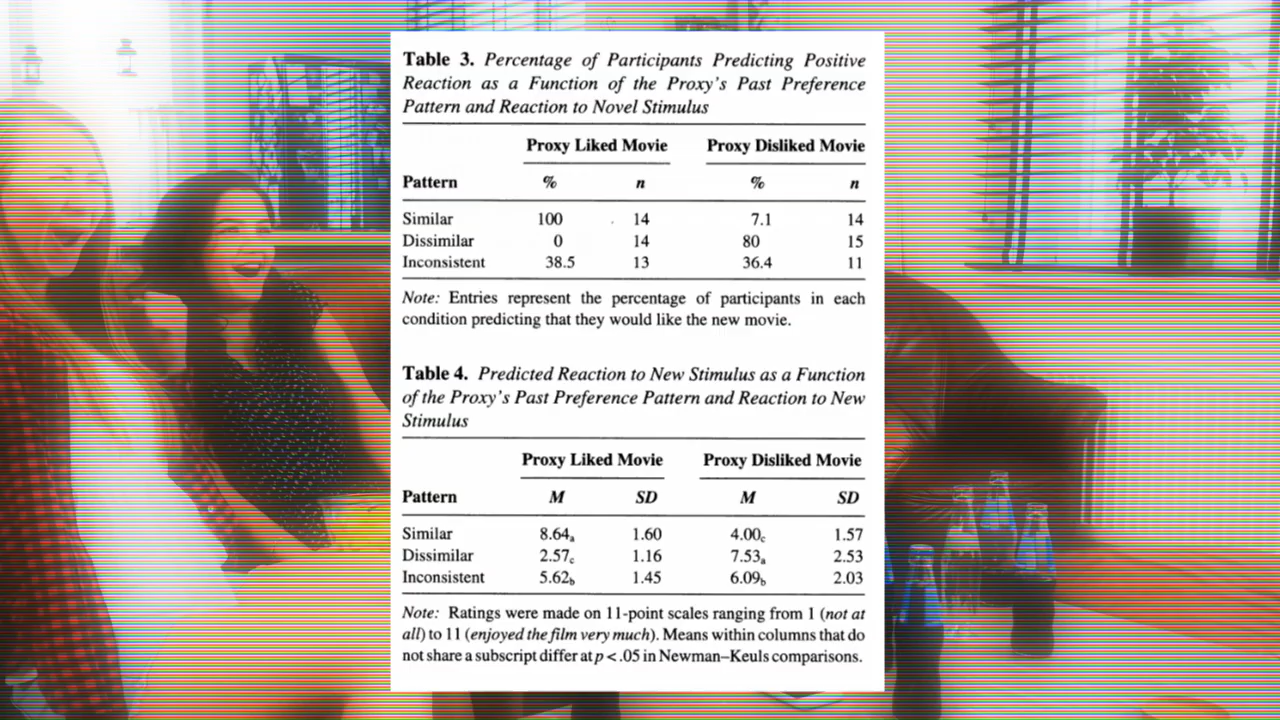 Table 3. Percentage of Participants Predicting Positive
Reaction as a Function of the Proxy's Past Preference
Pattern and Reaction to Novel Stimulus
Proxy Liked Movie Proxy Disliked Movie
Pattern % n % n
Similar 100 14 7.1 14
Dissimilar 0 14 80 15
Inconsistent 38.5 13 36.4 11
Note: Entries represent the percentage of participants in each
condition predicting that they would like the new movie.
Table 4. Predicted Reaction to New Stimulus as a Function
of the Proxy's Past Preference Pattern and Reaction to New
Stimulus
Proxy Liked Movie Proxy Disliked Movie
Pattern M SD M SD
Similar 8.64a 1.60 4.00c 1.57
Dissimilar 2.57c 1.16 7.53a 2.53
Inconsistent 5.62b 1.45 6.09b 2.03
Note: Ratings were made on 11-point scales ranging from 1 (not at
all) to 11 (enjoyed the film very much). Means within columns that do
not share a subscript differ at p < .05 in Newman–Keuls comparisons.